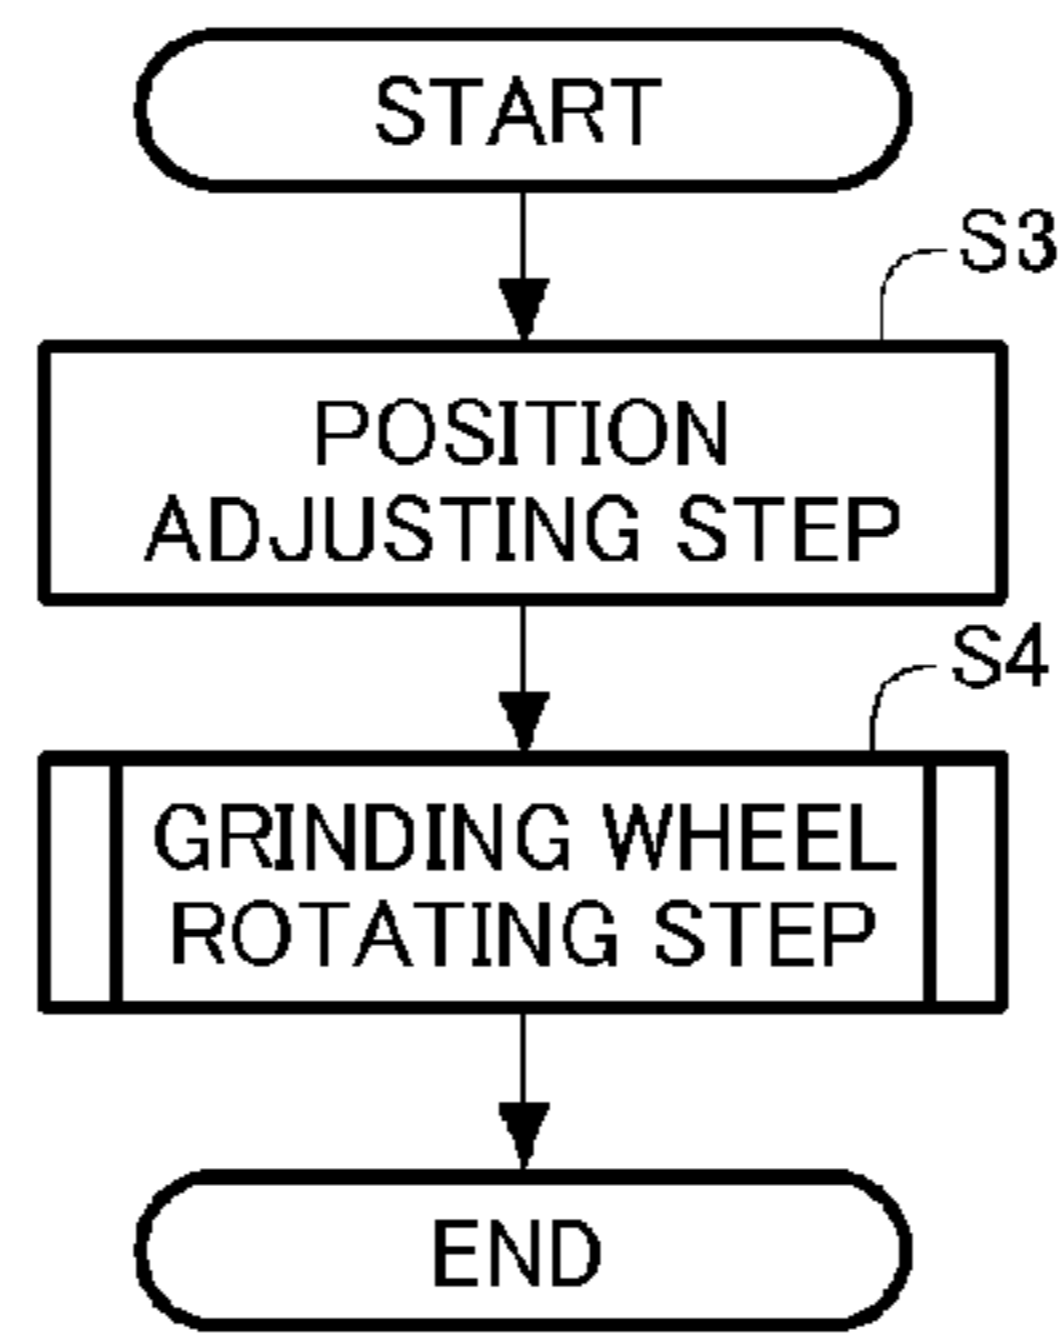 START
S3
POSITION
ADJUSTING STEP
S4
GRINDING WHEEL
ROTATING STEP
END